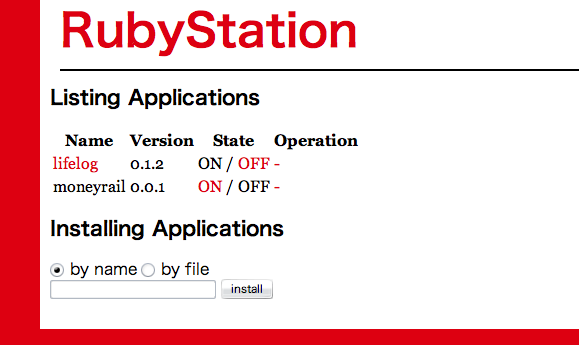 RubyStation
Listing Applications
Name Version State Operation
lifelog 0.1.2 ON / OFF -
moneyrail 0.0.1 ON / OFF -
Installing Applications
by name by file
install